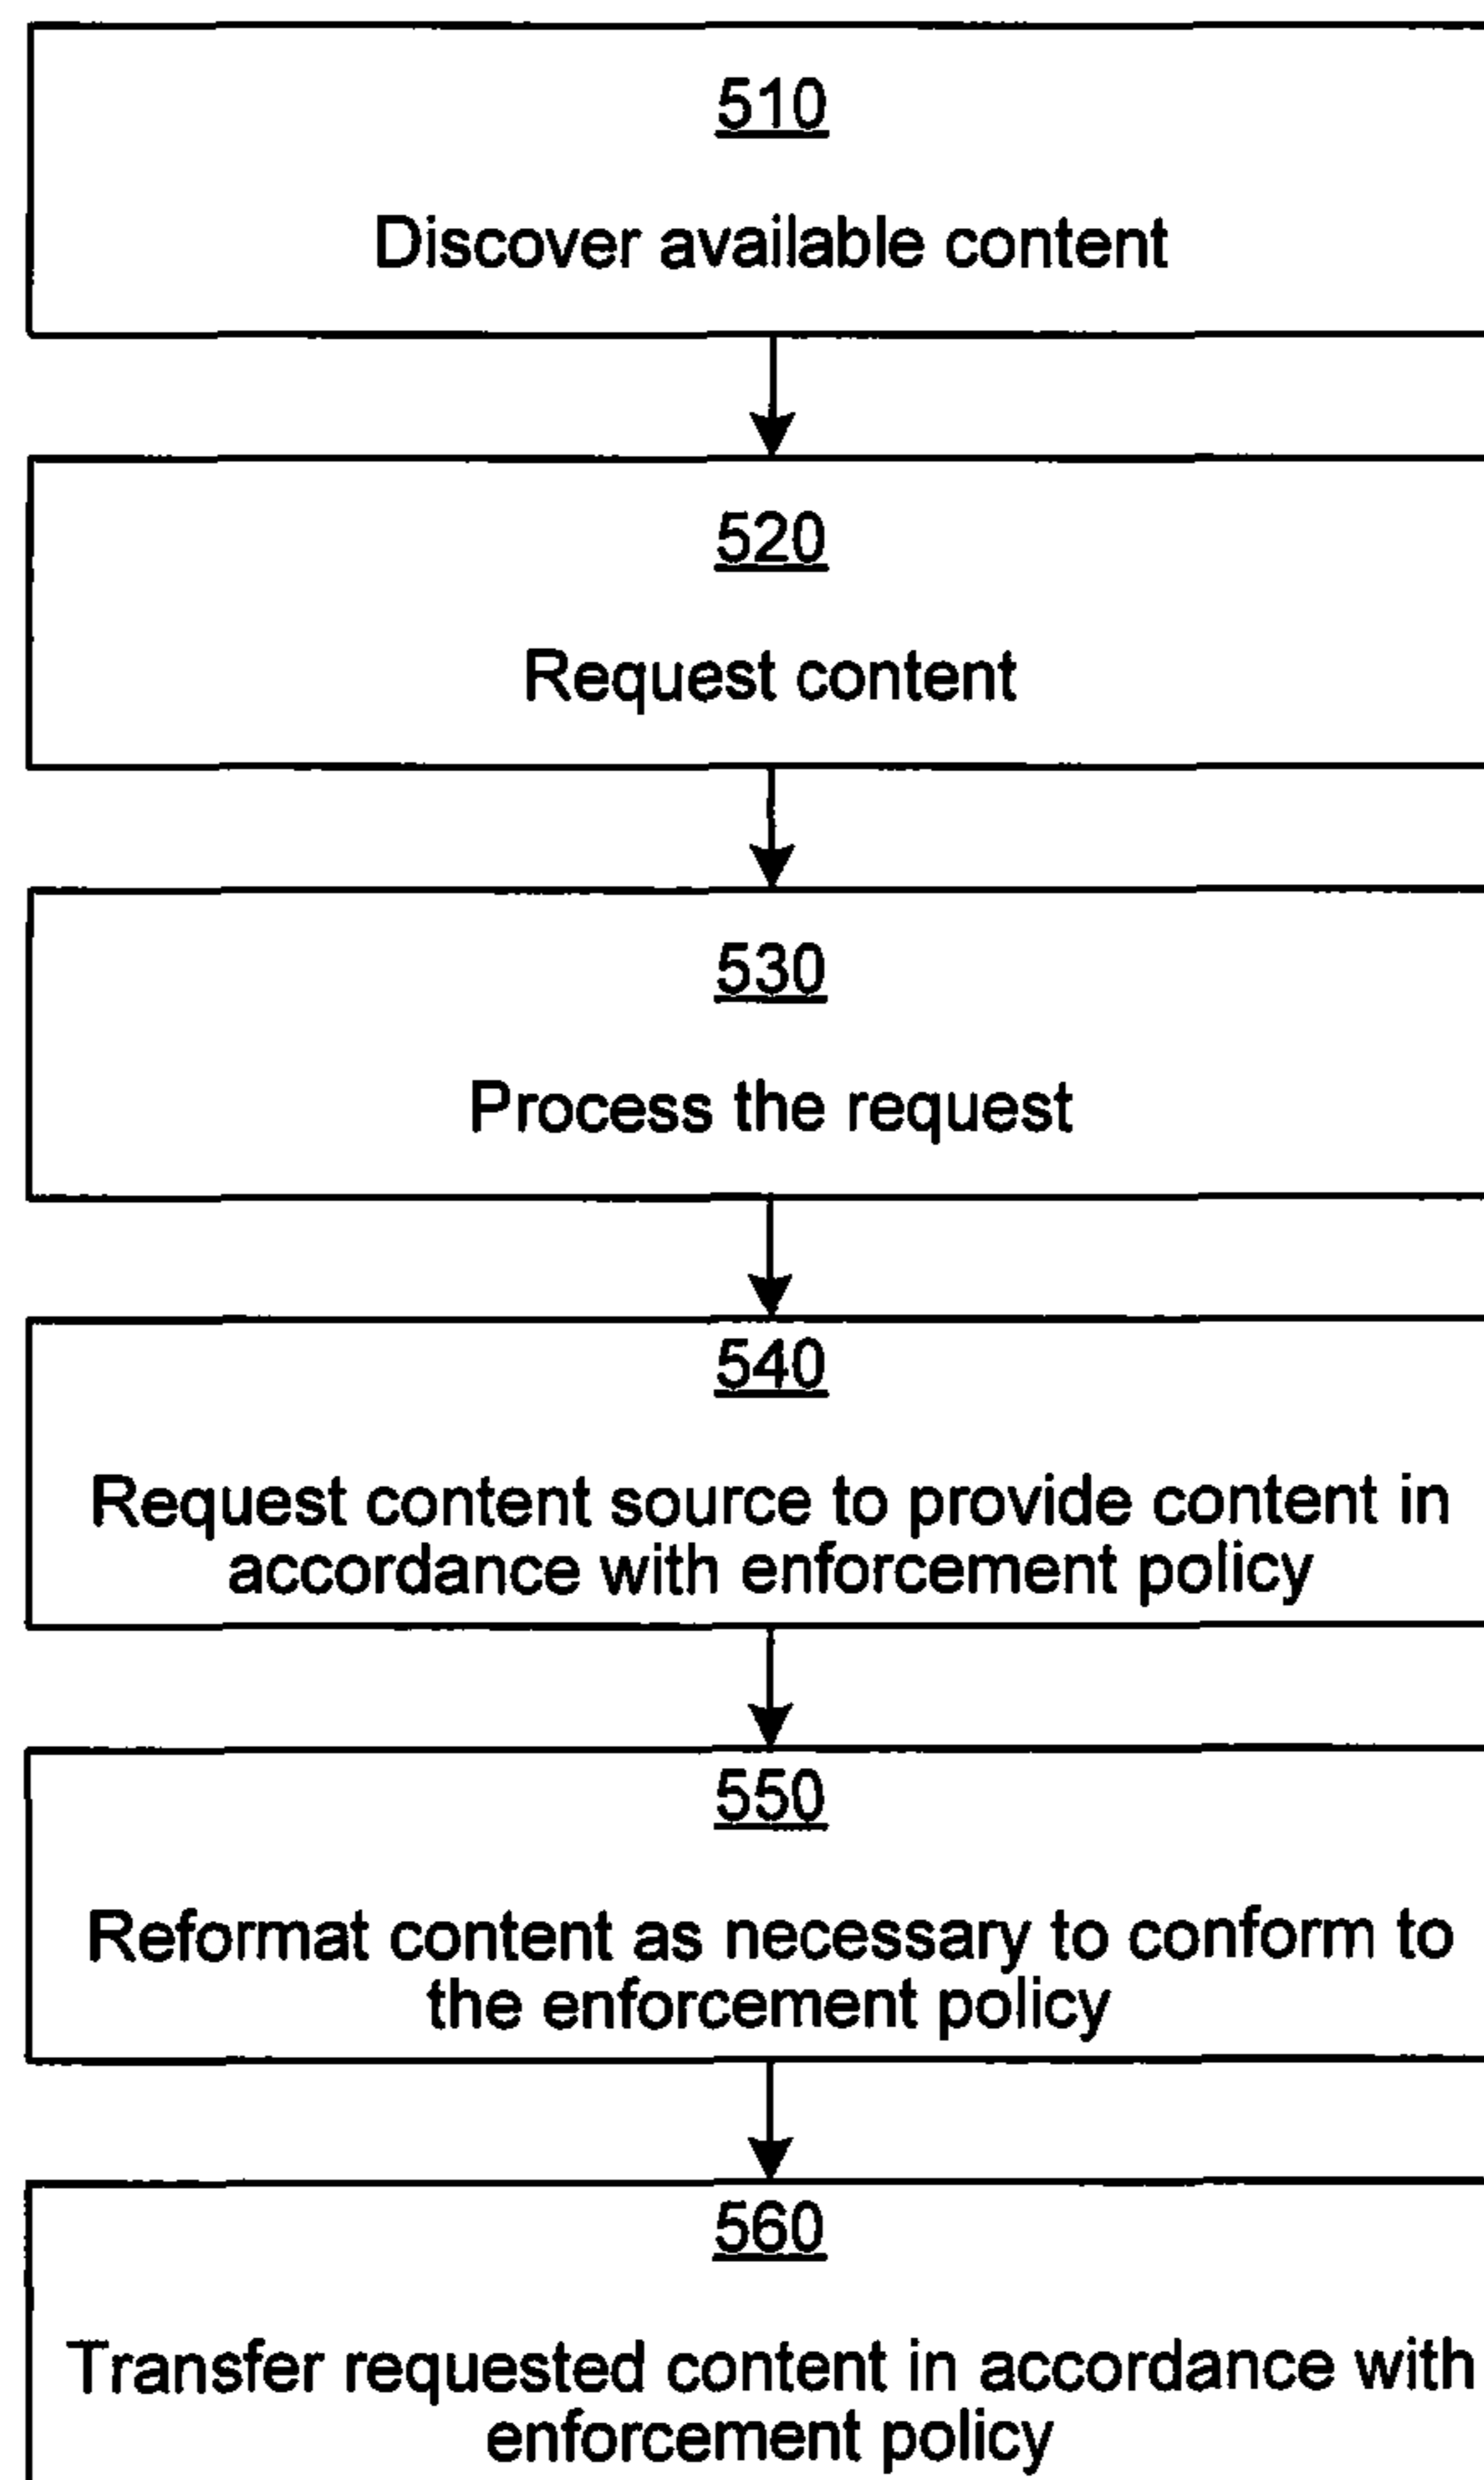 510
Discover available content
520
Request content
530
Process the request
540
Request content source to provide content in
accordance with enforcement policy
550
Reformat content as necessary to conform to
the enforcement policy
560
Transfer requested content in accordance with
enforcement policy